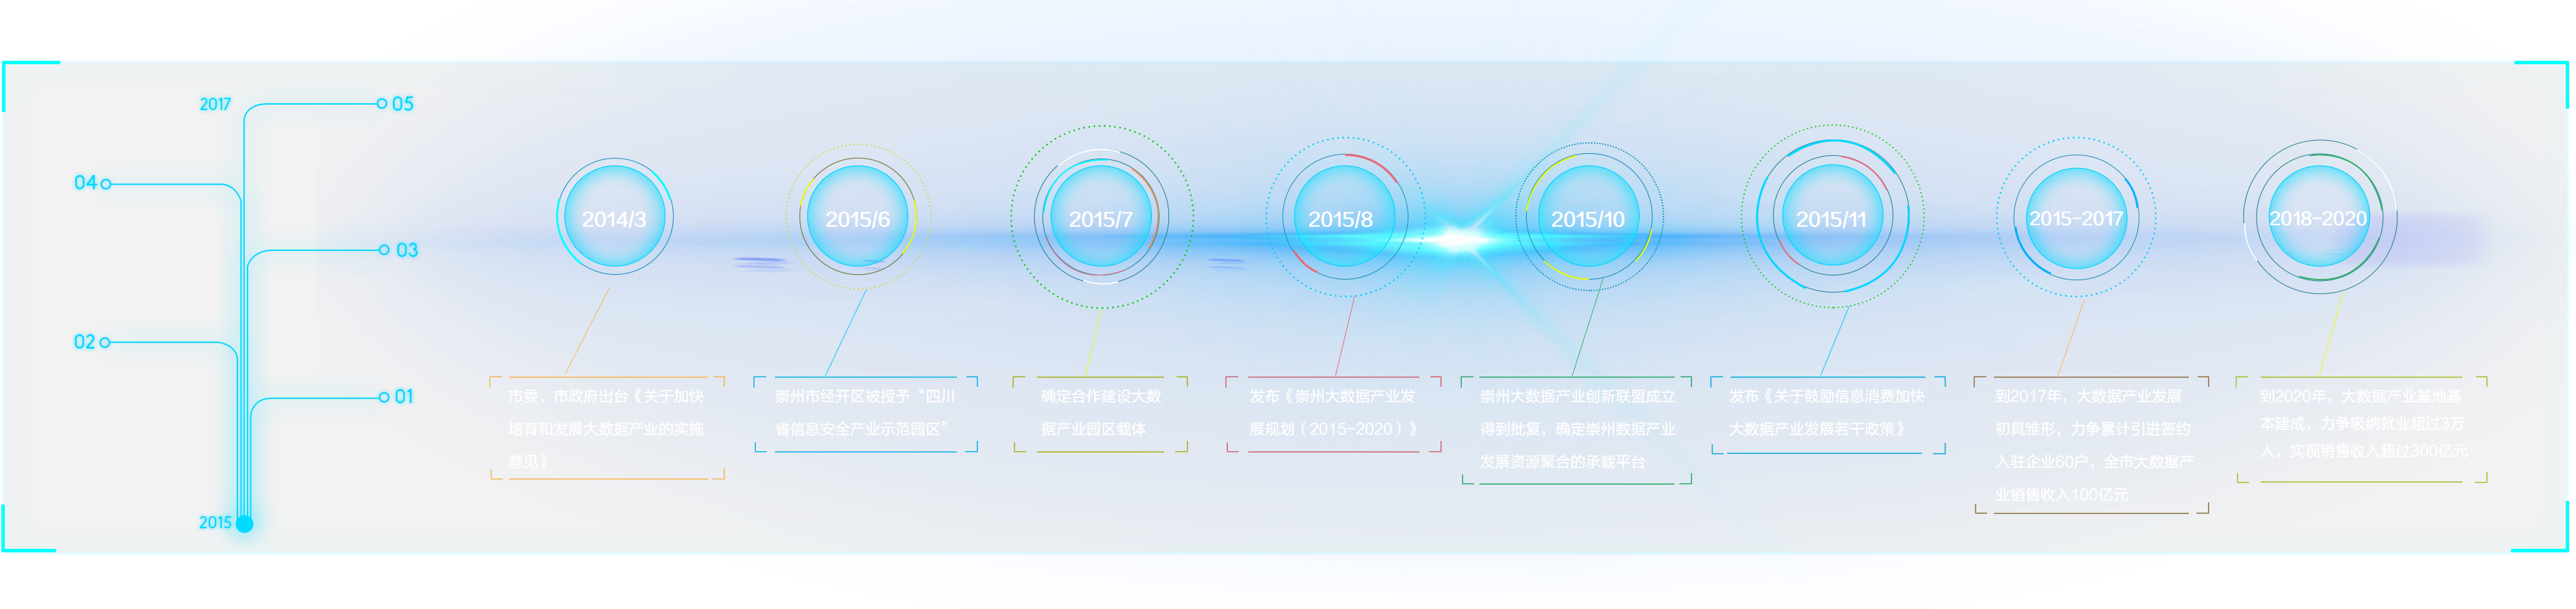 2017
05
04
03
02
01
2015
2014/3
市委、市政府出台《关于加快
培育和发展大数据产业的实施
意见》
2015/6
崇州市经开区被授予“四川
省信息安全产业示范园区”
2015/7
确定合作建设大数
据产业园区载体
2015/8
发布《崇州大数据产业发
展规划（2015-2020）》
2015/10
崇州大数据产业创新联盟成立
得到批复，确定崇州数据产业
发展资源聚合的承载平台
2015/11
发布《关于鼓励信息消费加快
大数据产业发展若干政策》
2015-2017
到2017年，大数据产业发展
初具雏形，力争累计引进签约
入驻企业60户，全市大数据产
业销售收入100亿元
2018-2020
到2020年，大数据产业基地基
本建成，力争吸纳就业超过3万
人，实现销售收入超过300亿元